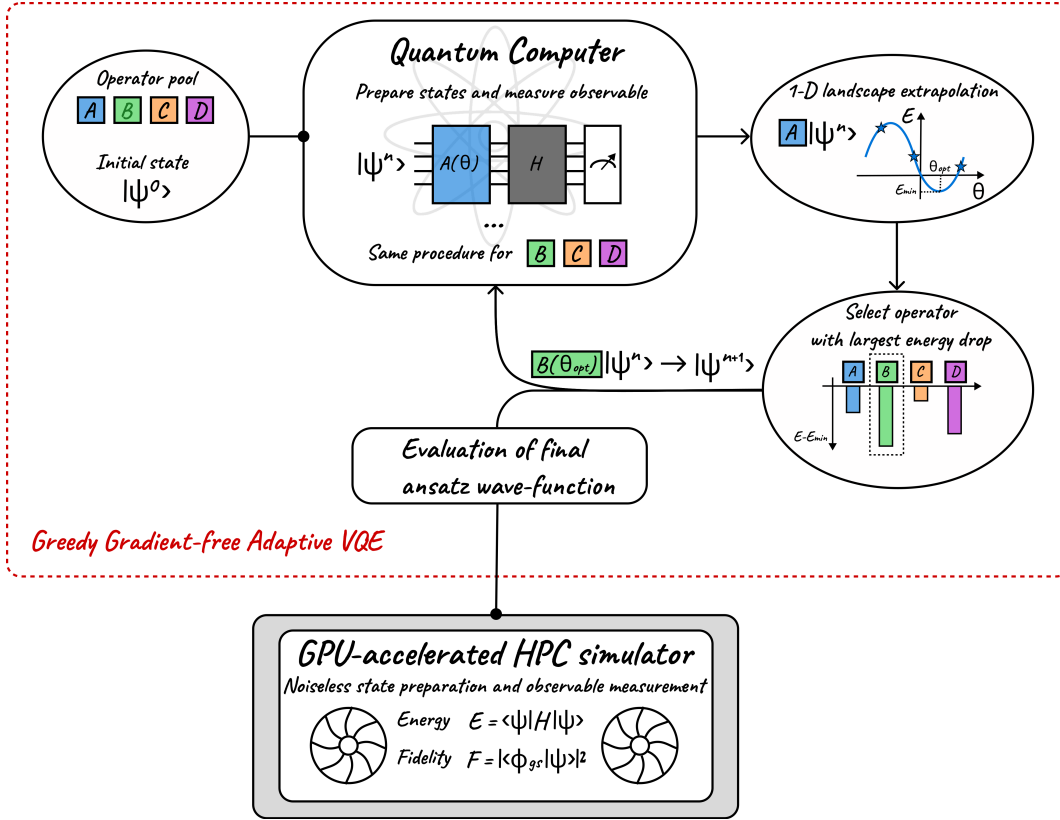 Operator pool
A B C D
Initial state
|ψ⁰>
Quantum Computer
Prepare states and measure observable
|ψⁿ> A(θ) H
...
Same procedure for B C D
1-D landscape extrapolation
A |ψⁿ>
E
θopt
Emin
θ
Select operator
with largest energy drop
A B C D
E-Emin
B(θopt)|ψⁿ> → |ψⁿ⁺¹>
Evaluation of final
ansatz wave-function
Greedy Gradient-free Adaptive VQE
GPU-accelerated HPC simulator
Noiseless state preparation and observable measurement
Energy E = <ψ|H|ψ>
Fidelity F = |<ϕgs|ψ>|²